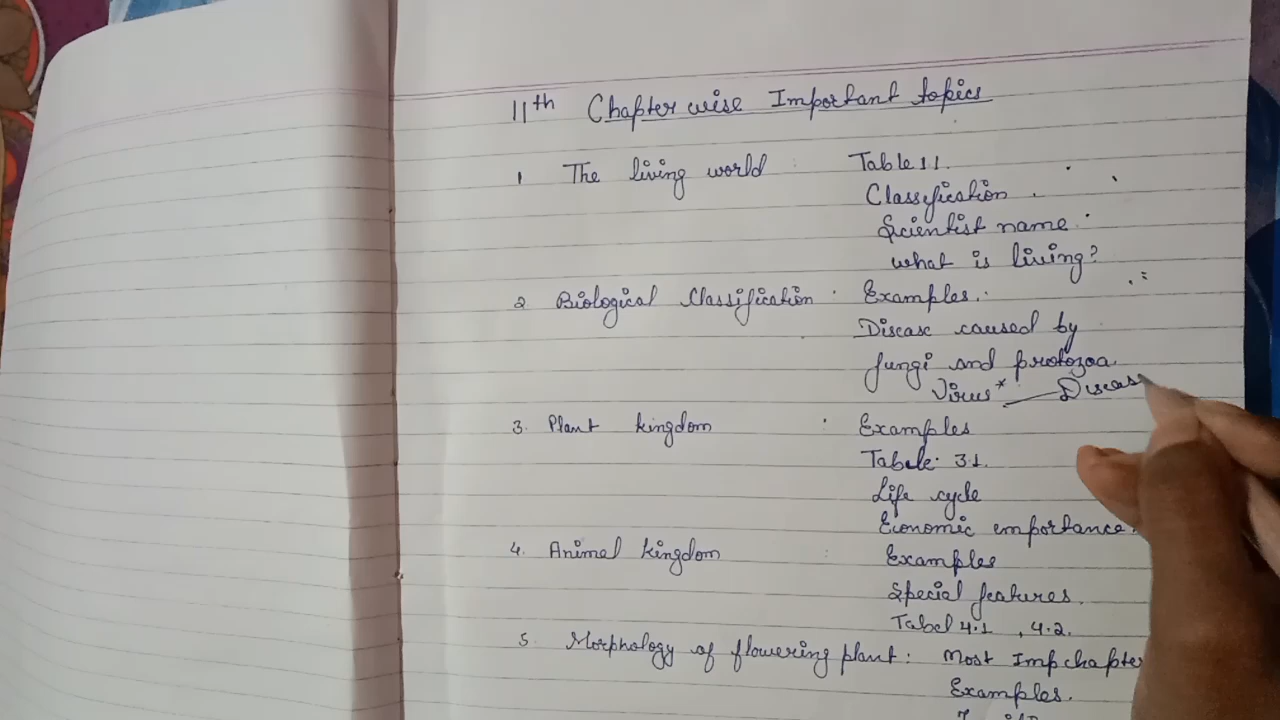 11th Chapter wise Important topics
1 The living world : Table 1.1.
Classification .
Scientist name .
what is living?
2 Biological Classification . Examples.
Disease caused by
fungi and protozoa.
Virus* — Diseas
3. Plant kingdom : Examples
Tabele. 3.1.
Life cycle
Economic emportance.
4. Animal kingdom : Examples
Special features.
Tabel 4.1 , 4.2.
5. Morphology of flowering plant : Most Imp chapter
Examples.